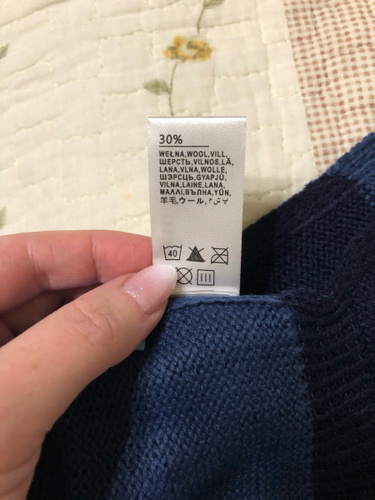 30%
WEŁNA,WOOL,VILL,
ШЕРСТЬ,VILNOS,LÃ,
LANA,VLNA,WOLLE,
ШЭРСЦЬ,GYAPJÚ,
VILNA,LAINE,LANA,
МАЛЛІ,ВЪЛНА,YÜN,
羊毛,ウール,
40